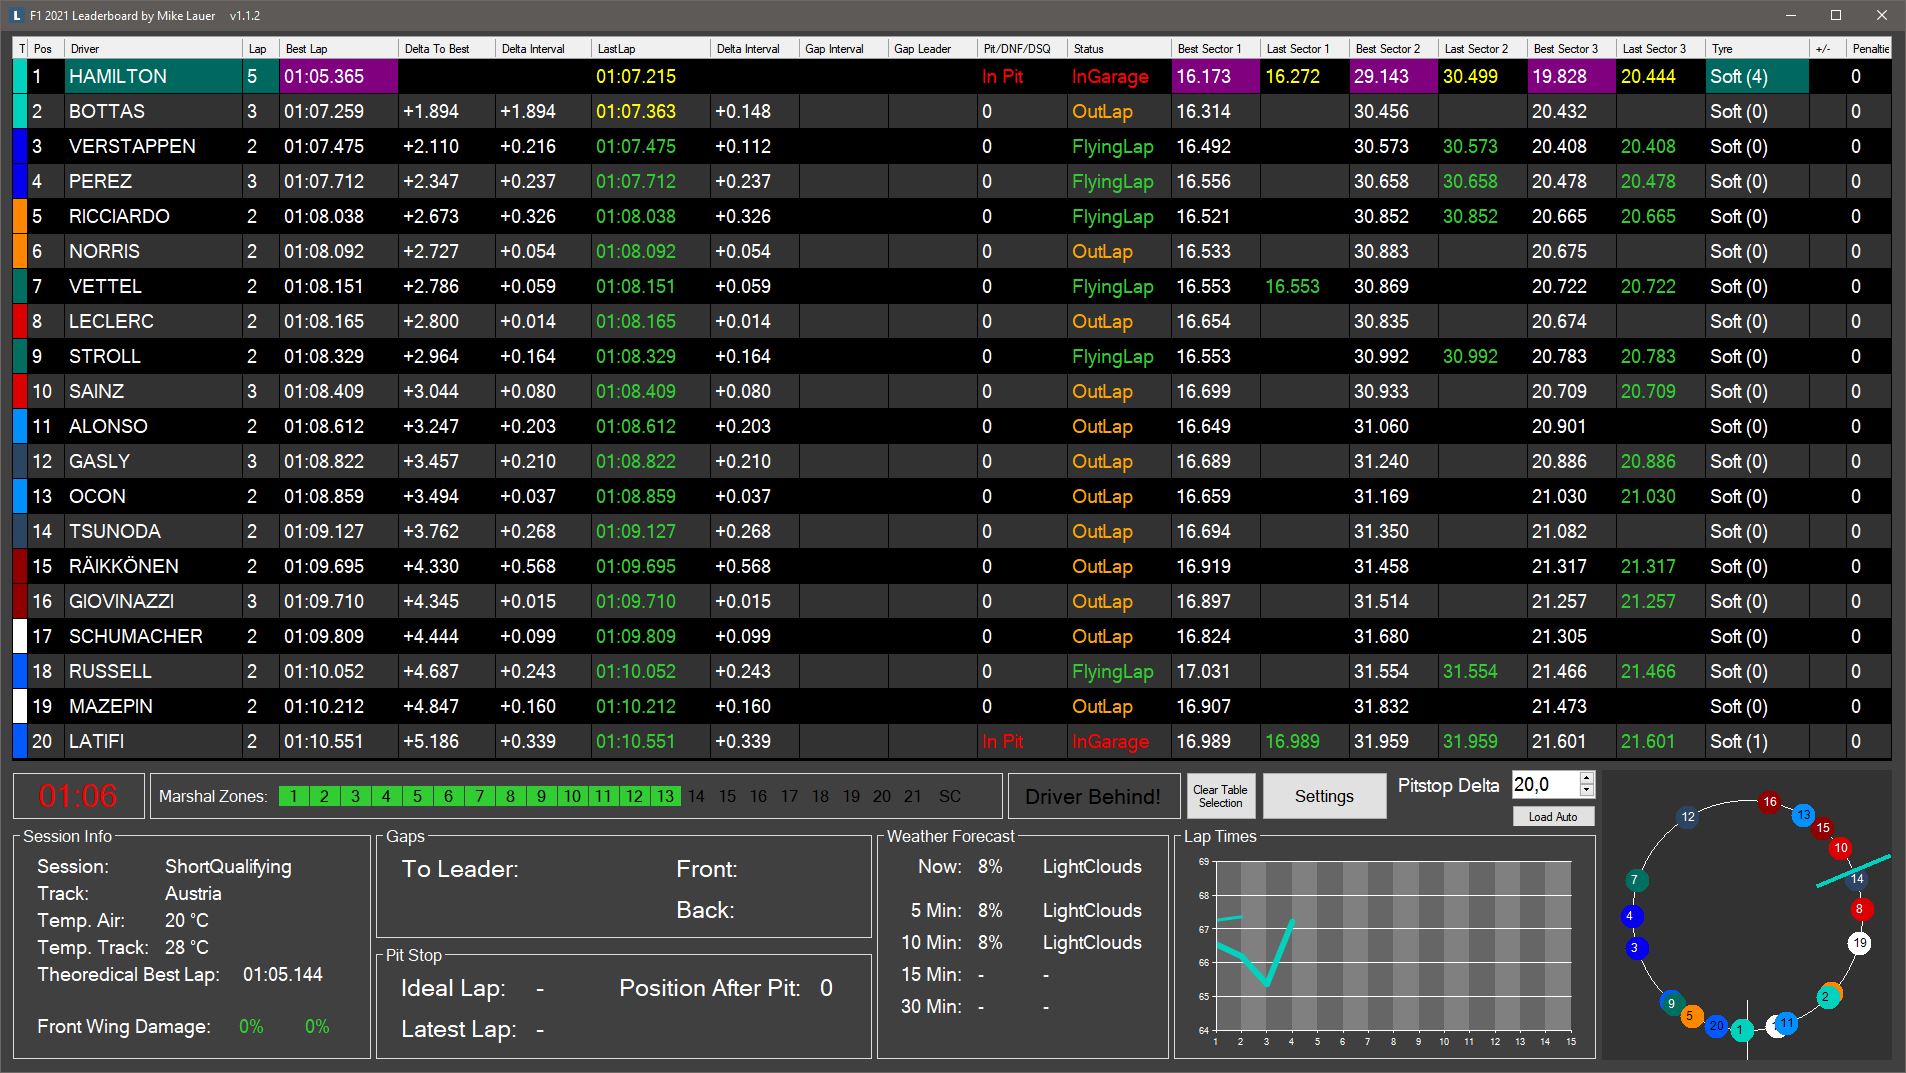 L F1 2021 Leaderboard by Mike Lauer v1.1.2
T Pos Driver Lap Best Lap Delta To Best Delta Interval LastLap Delta Interval Gap Interval Gap Leader Pit/DNF/DSQ Status Best Sector 1 Last Sector 1 Best Sector 2 Last Sector 2 Best Sector 3 Last Sector 3 Tyre +/- Penaltie
1 HAMILTON 5 01:05.365 01:07.215 In Pit InGarage 16.173 16.272 29.143 30.499 19.828 20.444 Soft (4) 0
2 BOTTAS 3 01:07.259 +1.894 +1.894 01:07.363 +0.148 0 OutLap 16.314 30.456 20.432 Soft (0) 0
3 VERSTAPPEN 2 01:07.475 +2.110 +0.216 01:07.475 +0.112 0 FlyingLap 16.492 30.573 30.573 20.408 20.408 Soft (0) 0
4 PEREZ 3 01:07.712 +2.347 +0.237 01:07.712 +0.237 0 FlyingLap 16.556 30.658 30.658 20.478 20.478 Soft (0) 0
5 RICCIARDO 2 01:08.038 +2.673 +0.326 01:08.038 +0.326 0 FlyingLap 16.521 30.852 30.852 20.665 20.665 Soft (0) 0
6 NORRIS 2 01:08.092 +2.727 +0.054 01:08.092 +0.054 0 OutLap 16.533 30.883 20.675 Soft (0) 0
7 VETTEL 2 01:08.151 +2.786 +0.059 01:08.151 +0.059 0 FlyingLap 16.553 16.553 30.869 20.722 20.722 Soft (0) 0
8 LECLERC 2 01:08.165 +2.800 +0.014 01:08.165 +0.014 0 OutLap 16.654 30.835 20.674 Soft (0) 0
9 STROLL 2 01:08.329 +2.964 +0.164 01:08.329 +0.164 0 FlyingLap 16.553 30.992 30.992 20.783 20.783 Soft (0) 0
10 SAINZ 3 01:08.409 +3.044 +0.080 01:08.409 +0.080 0 OutLap 16.699 30.933 20.709 20.709 Soft (0) 0
11 ALONSO 2 01:08.612 +3.247 +0.203 01:08.612 +0.203 0 OutLap 16.649 31.060 20.901 Soft (0) 0
12 GASLY 3 01:08.822 +3.457 +0.210 01:08.822 +0.210 0 OutLap 16.689 31.240 20.886 20.886 Soft (0) 0
13 OCON 2 01:08.859 +3.494 +0.037 01:08.859 +0.037 0 OutLap 16.659 31.169 21.030 21.030 Soft (0) 0
14 TSUNODA 2 01:09.127 +3.762 +0.268 01:09.127 +0.268 0 OutLap 16.694 31.350 21.082 Soft (0) 0
15 RÄIKKÖNEN 2 01:09.695 +4.330 +0.568 01:09.695 +0.568 0 OutLap 16.919 31.458 21.317 21.317 Soft (0) 0
16 GIOVINAZZI 3 01:09.710 +4.345 +0.015 01:09.710 +0.015 0 OutLap 16.897 31.514 21.257 21.257 Soft (0) 0
17 SCHUMACHER 2 01:09.809 +4.444 +0.099 01:09.809 +0.099 0 OutLap 16.824 31.680 21.305 Soft (0) 0
18 RUSSELL 2 01:10.052 +4.687 +0.243 01:10.052 +0.243 0 FlyingLap 17.031 31.554 31.554 21.466 21.466 Soft (0) 0
19 MAZEPIN 2 01:10.212 +4.847 +0.160 01:10.212 +0.160 0 OutLap 16.907 31.832 21.473 Soft (0) 0
20 LATIFI 2 01:10.551 +5.186 +0.339 01:10.551 +0.339 In Pit InGarage 16.989 16.989 31.959 31.959 21.601 21.601 Soft (1) 0
01:06
Marshal Zones: 1 2 3 4 5 6 7 8 9 10 11 12 13 14 15 16 17 18 19 20 21 SC
Driver Behind!
Clear Table
Selection
Settings
Pitstop Delta 20,0
Load Auto
Session Info
Session: ShortQualifying
Track: Austria
Temp. Air: 20 °C
Temp. Track: 28 °C
Theoredical Best Lap: 01:05.144
Front Wing Damage: 0% 0%
Gaps
To Leader: Front:
Back:
Pit Stop
Ideal Lap: - Position After Pit: 0
Latest Lap: -
Weather Forecast
Now: 8% LightClouds
5 Min: 8% LightClouds
10 Min: 8% LightClouds
15 Min: - -
30 Min: - -
Lap Times
69
68
67
66
65
64
1 2 3 4 5 6 7 8 9 10 11 12 13 14 15
16
12 13
15
10
7 14
4 8
3 19
2
9
5 20 1 11